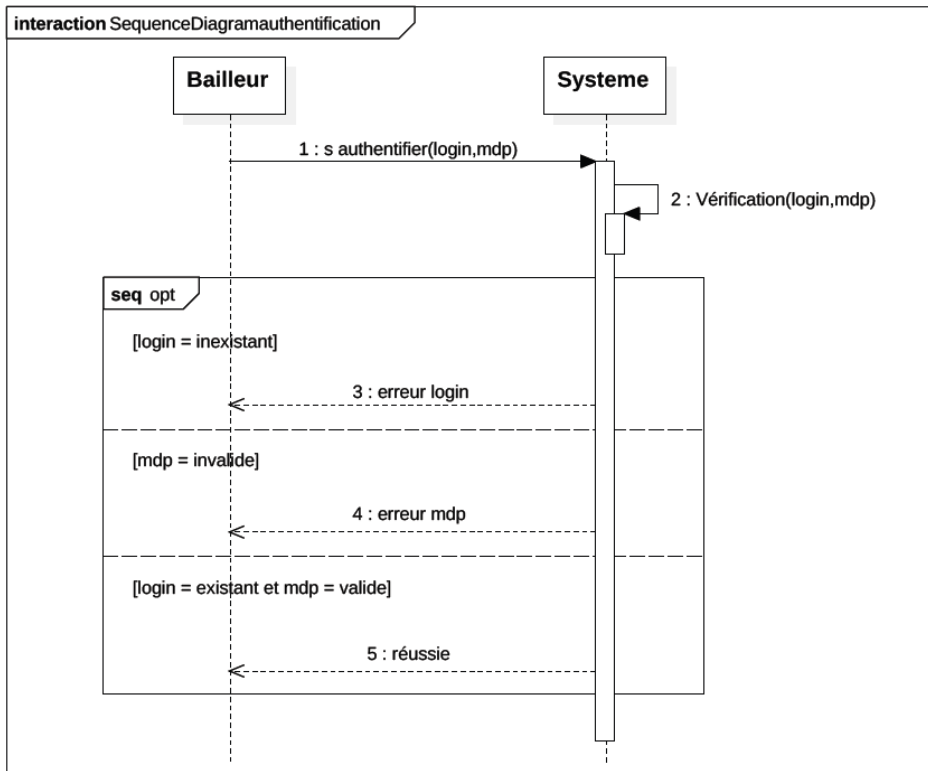 interaction SequenceDiagramauthentification
Bailleur
Systeme
1 : s authentifier(login,mdp)
2 : Vérification(login,mdp)
seq opt
[login = inexistant]
3 : erreur login
[mdp = invalide]
4 : erreur mdp
[login = existant et mdp = valide]
5 : réussie